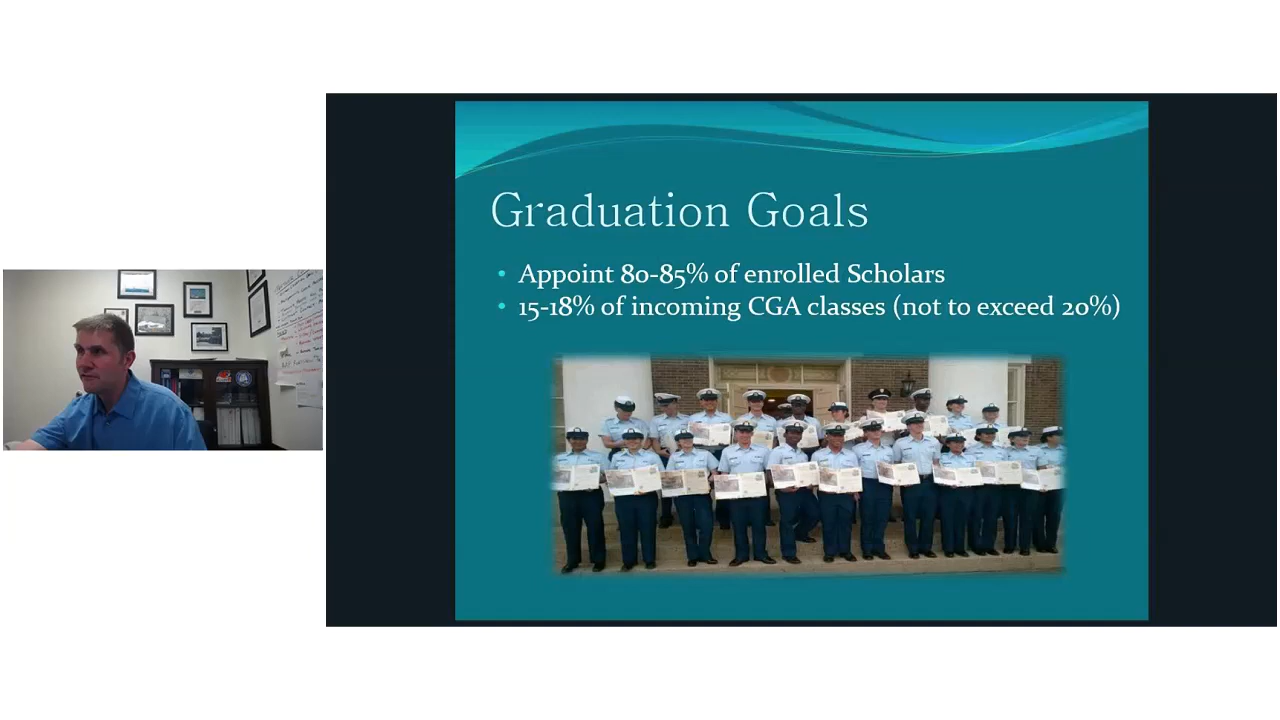 Graduation Goals
• Appoint 80-85% of enrolled Scholars
• 15-18% of incoming CGA classes (not to exceed 20%)